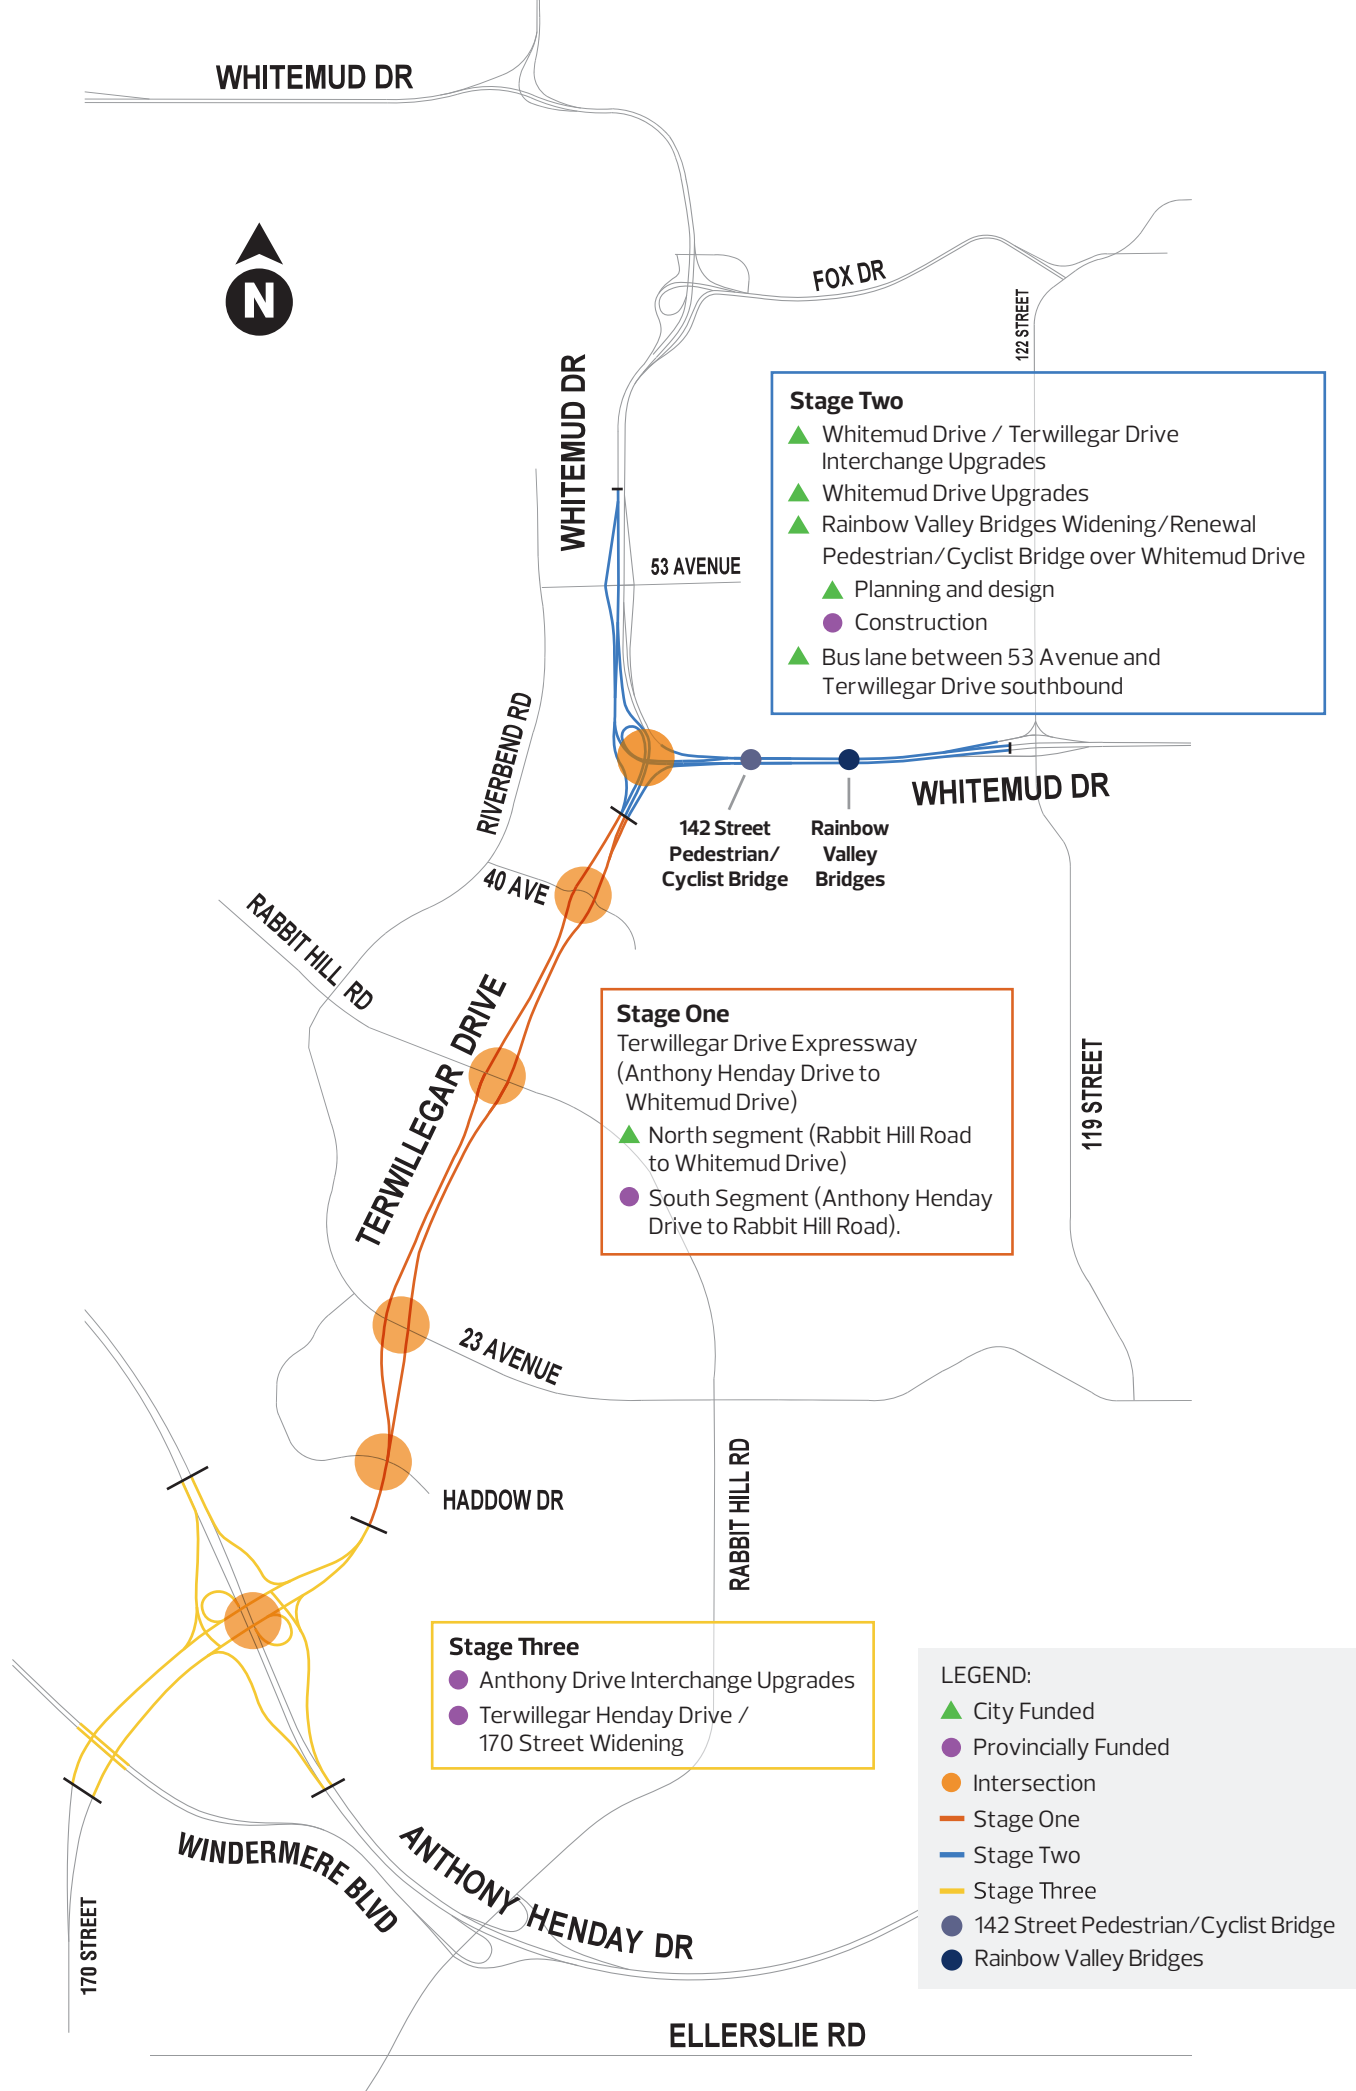 WHITEMUD DR
N
FOX DR
122 STREET
WHITEMUD DR
Stage Two
Whitemud Drive / Terwillegar Drive
Interchange Upgrades
Whitemud Drive Upgrades
Rainbow Valley Bridges Widening/Renewal
Pedestrian/Cyclist Bridge over Whitemud Drive
Planning and design
Construction
Bus lane between 53 Avenue and
Terwillegar Drive southbound
53 AVENUE
RIVERBEND RD
WHITEMUD DR
142 Street
Pedestrian/
Cyclist Bridge
Rainbow
Valley
Bridges
40 AVE
RABBIT HILL RD
TERWILLEGAR DRIVE
Stage One
Terwillegar Drive Expressway
(Anthony Henday Drive to
Whitemud Drive)
North segment (Rabbit Hill Road
to Whitemud Drive)
South Segment (Anthony Henday
Drive to Rabbit Hill Road).
119 STREET
23 AVENUE
HADDOW DR
RABBIT HILL RD
Stage Three
Anthony Drive Interchange Upgrades
Terwillegar Henday Drive /
170 Street Widening
WINDERMERE BLVD
ANTHONY HENDAY DR
170 STREET
LEGEND:
City Funded
Provincially Funded
Intersection
Stage One
Stage Two
Stage Three
142 Street Pedestrian/Cyclist Bridge
Rainbow Valley Bridges
ELLERSLIE RD